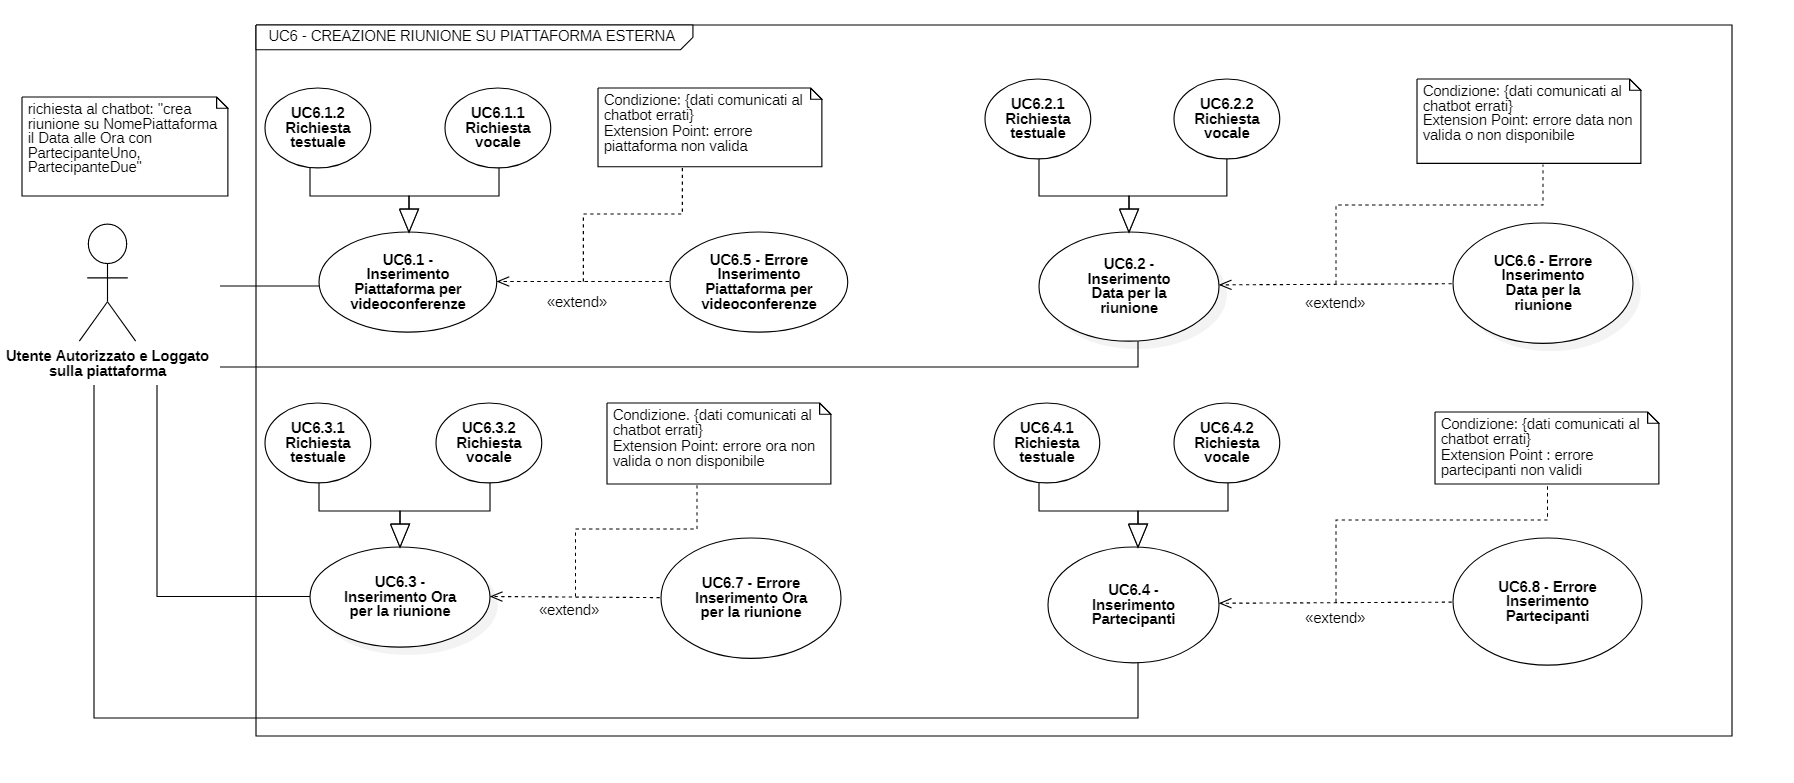 UC6 - CREAZIONE RIUNIONE SU PIATTAFORMA ESTERNA
richiesta al chatbot: "crea
riunione su NomePiattaforma
il Data alle Ora con
PartecipanteUno,
PartecipanteDue"
Utente Autorizzato e Loggato
sulla piattaforma
UC6.1.2
Richiesta
testuale
UC6.1.1
Richiesta
vocale
Condizione: {dati comunicati al
chatbot errati}
Extension Point: errore
piattaforma non valida
UC6.1 -
Inserimento
Piattaforma per
videoconferenze
«extend»
UC6.5 - Errore
Inserimento
Piattaforma per
videoconferenze
UC6.2.1
Richiesta
testuale
UC6.2.2
Richiesta
vocale
Condizione: {dati comunicati al
chatbot errati}
Extension Point: errore data non
valida o non disponibile
UC6.2 -
Inserimento
Data per la
riunione
«extend»
UC6.6 - Errore
Inserimento
Data per la
riunione
UC6.3.1
Richiesta
testuale
UC6.3.2
Richiesta
vocale
Condizione. {dati comunicati al
chatbot errati}
Extension Point: errore ora non
valida o non disponibile
UC6.3 -
Inserimento Ora
per la riunione
«extend»
UC6.7 - Errore
Inserimento Ora
per la riunione
UC6.4.1
Richiesta
testuale
UC6.4.2
Richiesta
vocale
Condizione: {dati comunicati al
chatbot errati}
Extension Point : errore
partecipanti non validi
UC6.4 -
Inserimento
Partecipanti
«extend»
UC6.8 - Errore
Inserimento
Partecipanti